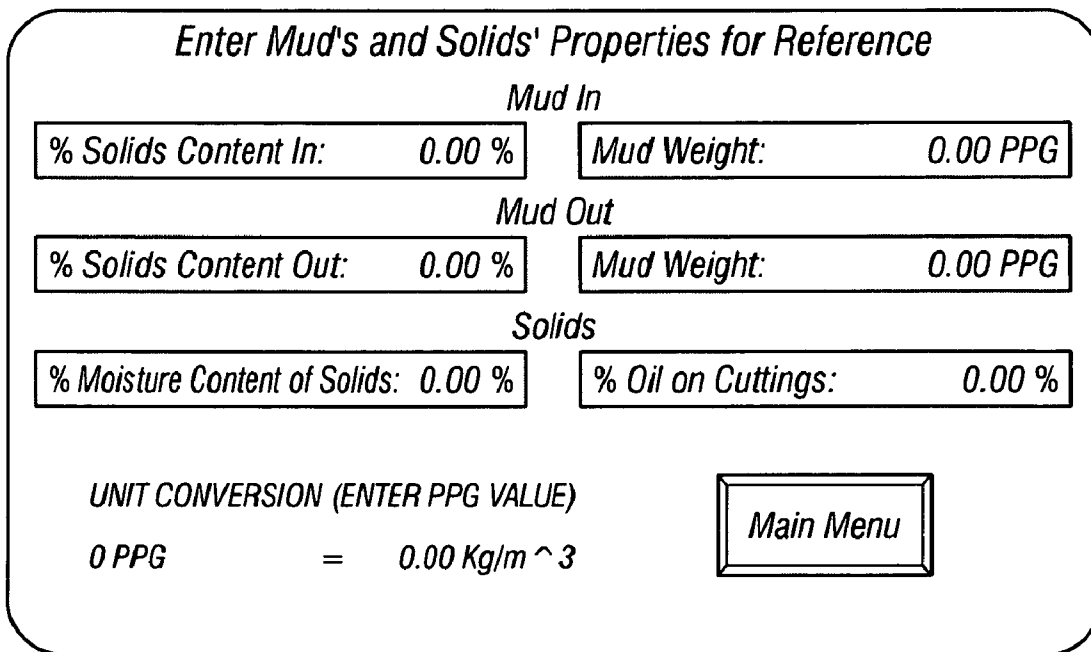 Enter Mud's and Solids' Properties for Reference
Mud In
% Solids Content In: 0.00 % Mud Weight: 0.00 PPG
Mud Out
% Solids Content Out: 0.00 % Mud Weight: 0.00 PPG
Solids
% Moisture Content of Solids: 0.00 % % Oil on Cuttings: 0.00 %
UNIT CONVERSION (ENTER PPG VALUE)
Main Menu
0 PPG = 0.00 Kg/m ^ 3